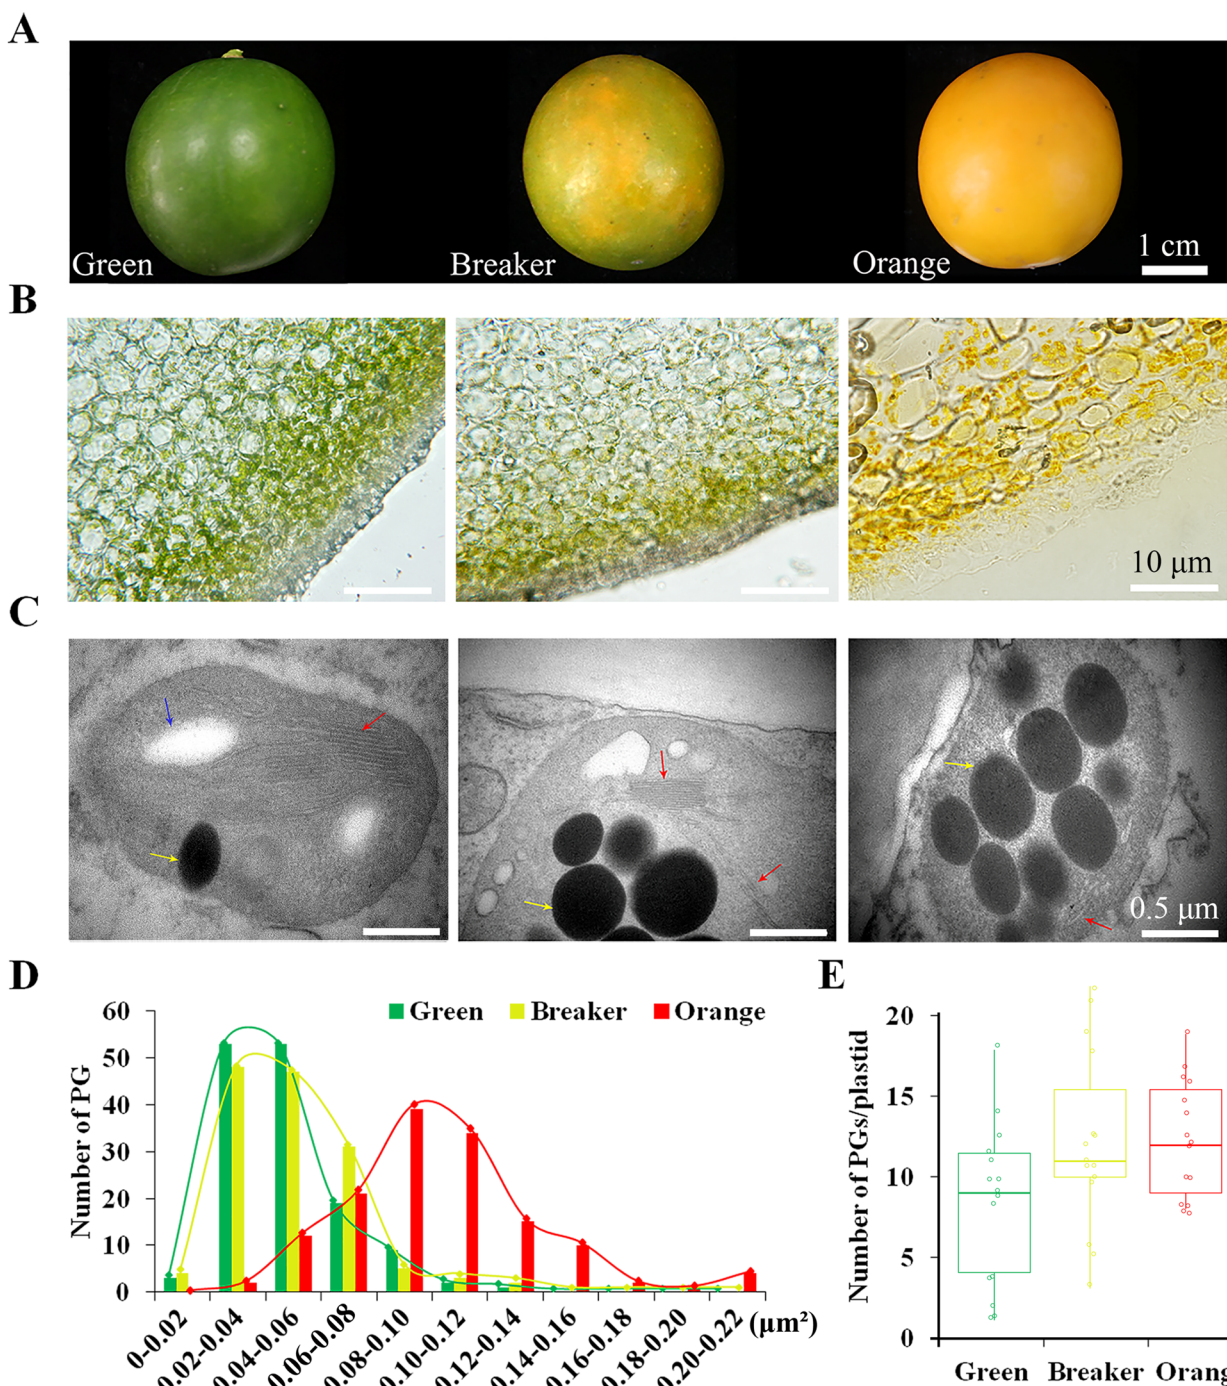 A
Green
Breaker
Orange
1 cm
B
10 μm
C
0.5 μm
D
Green
Breaker
Orange
Number of PG
60
50
40
30
20
10
0
0-0.02
0.02-0.04
0.04-0.06
0.06-0.08
0.08-0.10
0.10-0.12
0.12-0.14
0.14-0.16
0.16-0.18
0.18-0.20
0.20-0.22
(μm²)
E
Number of PGs/plastid
20
15
10
5
0
Green
Breaker
Orang